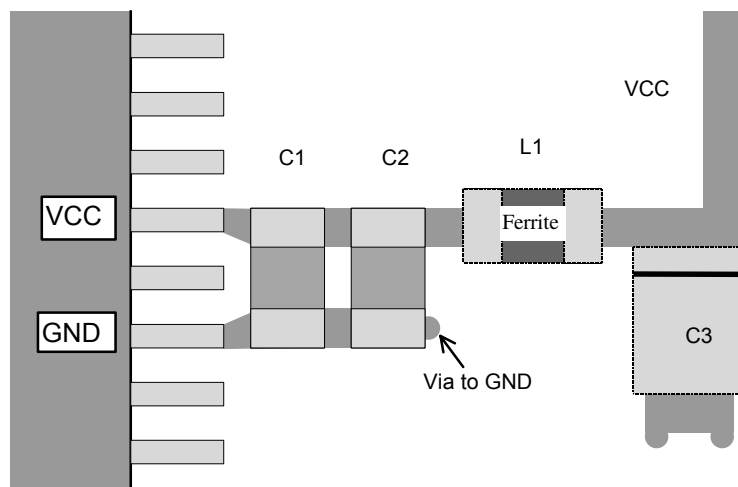 VCC
C1
C2
L1
VCC
Ferrite
GND
C3
Via to GND